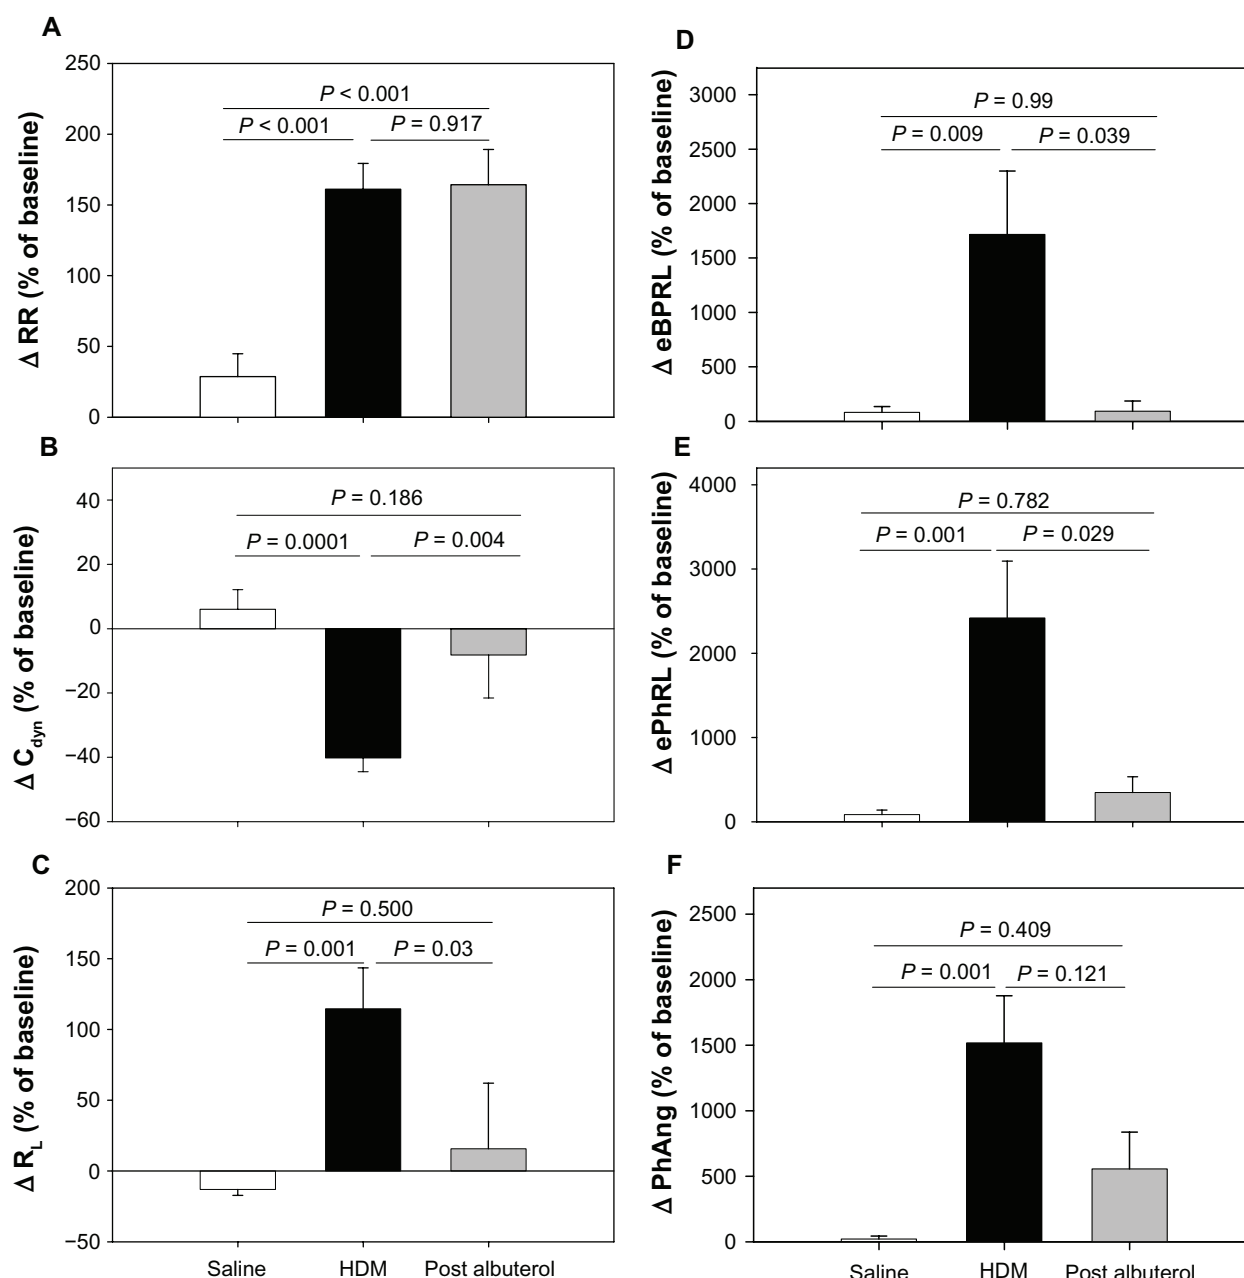 A
Δ RR (% of baseline)
250
200
150
100
50
0
P < 0.001
P < 0.001
P = 0.917
B
Δ C_dyn (% of baseline)
40
20
0
−20
−40
−60
P = 0.186
P = 0.0001
P = 0.004
C
Δ R_L (% of baseline)
200
150
100
50
0
−50
P = 0.500
P = 0.001
P = 0.03
Saline HDM Post albuterol
D
Δ eBPRL (% of baseline)
3000
2500
2000
1500
1000
500
0
P = 0.99
P = 0.009
P = 0.039
E
Δ ePhRL (% of baseline)
4000
3000
2000
1000
0
P = 0.782
P = 0.001
P = 0.029
F
Δ PhAng (% of baseline)
2500
2000
1500
1000
500
0
P = 0.409
P = 0.001
P = 0.121
Saline HDM Post albuterol